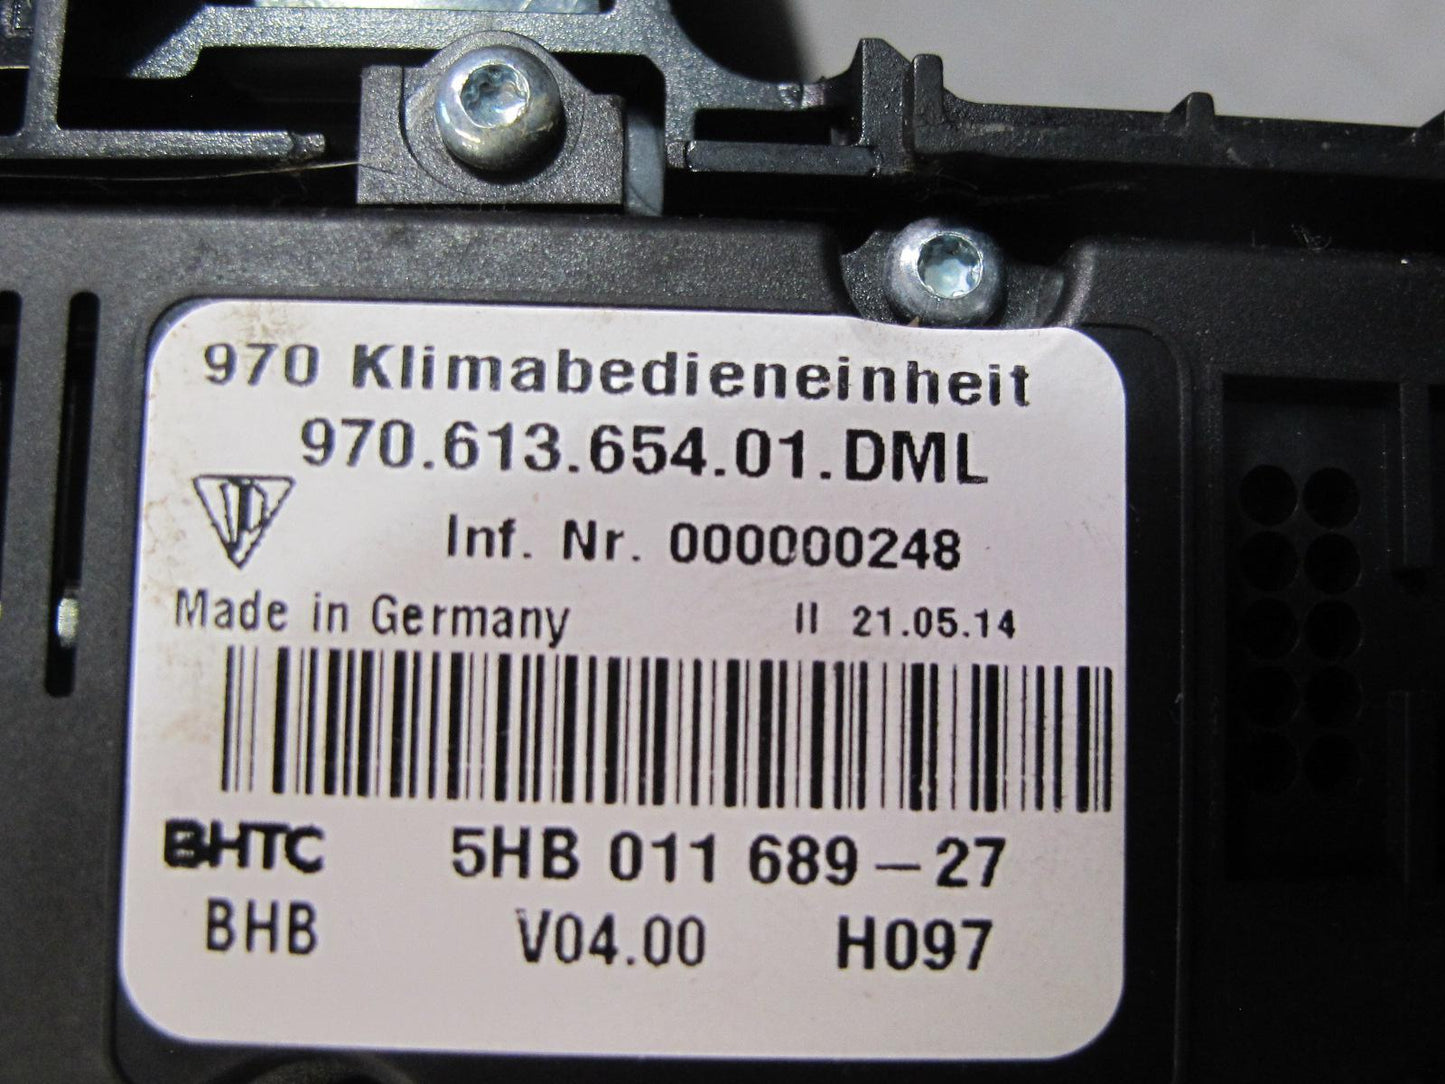 970 Klimabedieneinheit
970.613.654.01.DML
Inf. Nr. 000000248
Made in Germany II 21.05.14
BHTC 5HB 011 689-27
BHB V04.00 H097